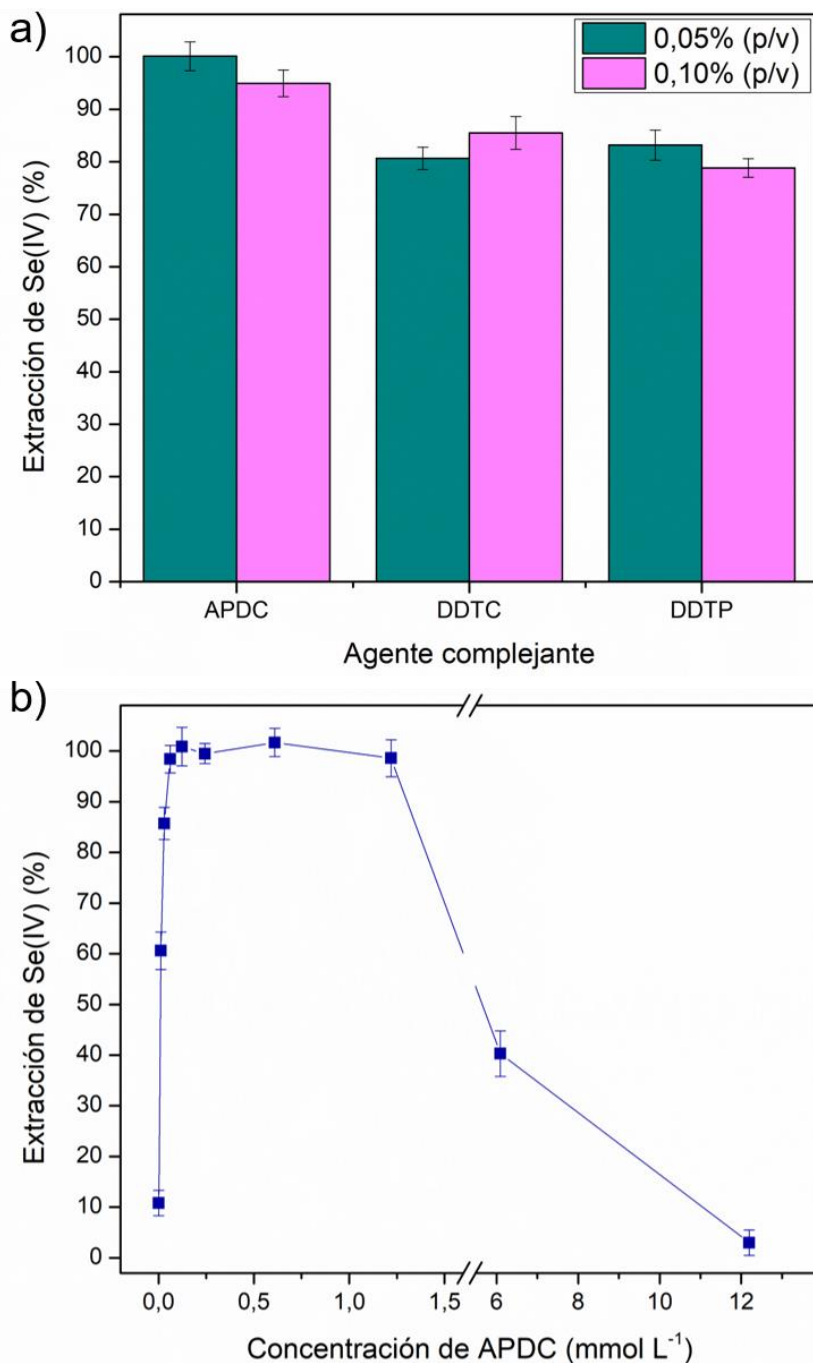 a)
0,05% (p/v)
0,10% (p/v)
Extracción de Se(IV) (%)
100
90
80
70
60
50
40
30
20
10
0
APDC DDTC DDTP
Agente complejante
b)
Extracción de Se(IV) (%)
100
90
80
70
60
50
40
30
20
10
0
0,0 0,5 1,0 1,5 6 8 10 12
Concentración de APDC (mmol L⁻¹)